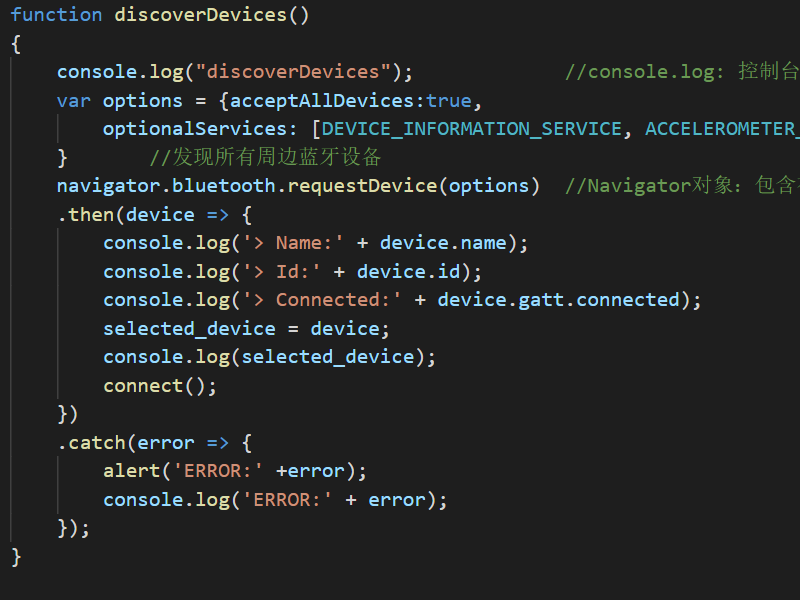 function discoverDevices()
{
console.log("discoverDevices"); //console.log: 控制台
var options = {acceptAllDevices:true,
optionalServices: [DEVICE_INFORMATION_SERVICE, ACCELEROMETER_
} //发现所有周边蓝牙设备
navigator.bluetooth.requestDevice(options) //Navigator对象: 包含
.then(device => {
console.log('> Name:' + device.name);
console.log('> Id:' + device.id);
console.log('> Connected:' + device.gatt.connected);
selected_device = device;
console.log(selected_device);
connect();
})
.catch(error => {
alert('ERROR:' +error);
console.log('ERROR:' + error);
});
}